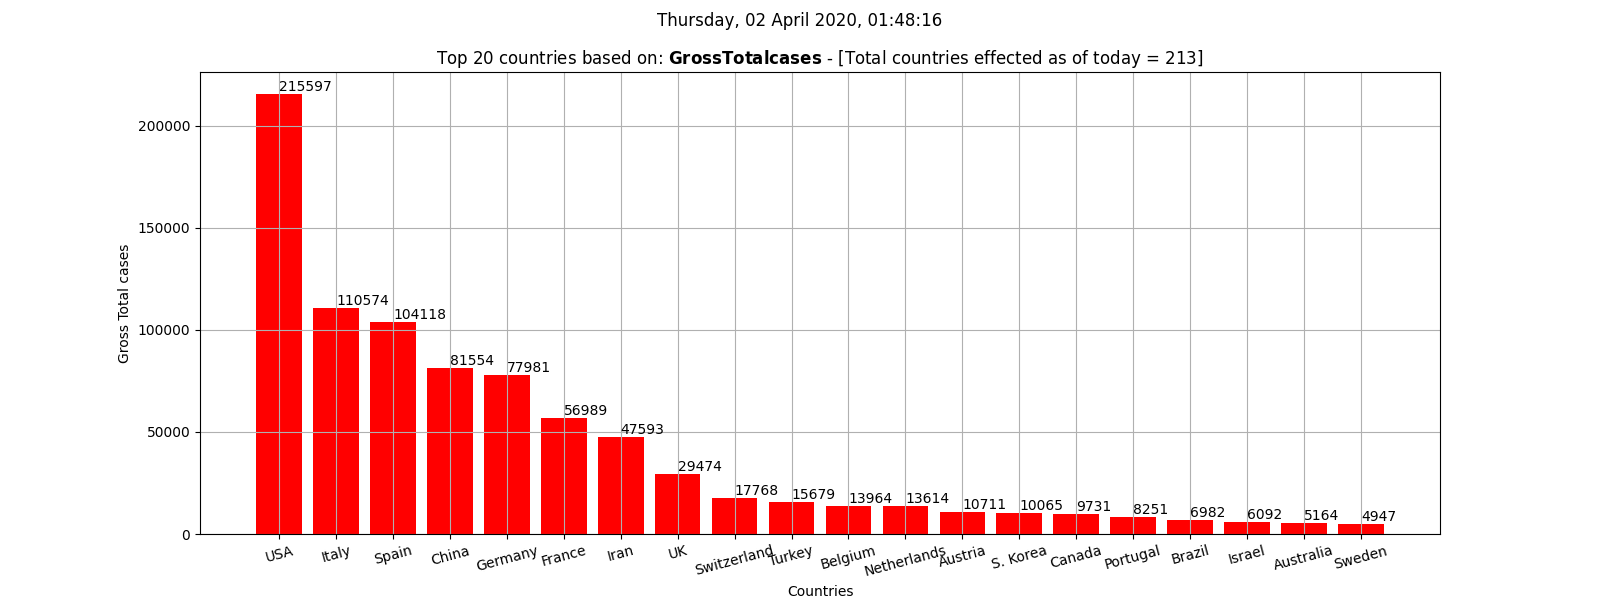 Thursday, 02 April 2020, 01:48:16
Top 20 countries based on: GrossTotalcases - [Total countries effected as of today = 213]
Gross Total cases
200000
150000
100000
50000
0
215597
110574
104118
81554
77981
56989
47593
29474
17768
15679
13964
13614
10711
10065
9731
8251
6982
6092
5164
4947
USA
Italy
Spain
China
Germany
France
Iran
UK
Switzerland
Turkey
Belgium
Netherlands
Austria
S. Korea
Canada
Portugal
Brazil
Israel
Australia
Sweden
Countries